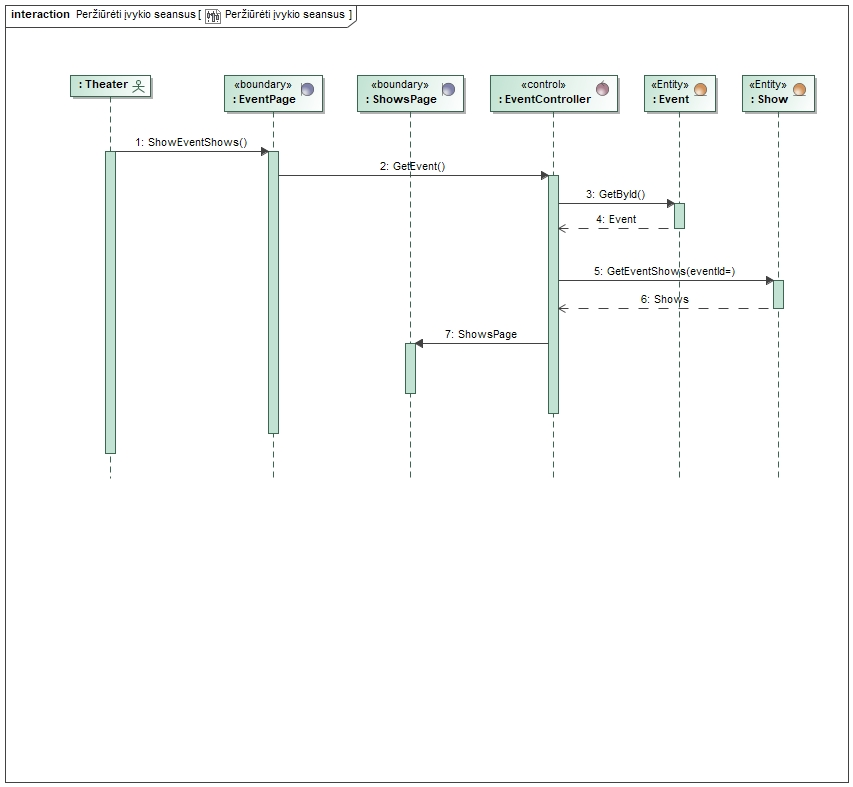 interaction Peržiūrėti įvykio seansus [ Peržiūrėti įvykio seansus ]
: Theater
«boundary»
: EventPage
«boundary»
: ShowsPage
«control»
: EventController
«Entity»
: Event
«Entity»
: Show
1: ShowEventShows()
2: GetEvent()
3: GetById()
4: Event
5: GetEventShows(eventId=)
6: Shows
7: ShowsPage